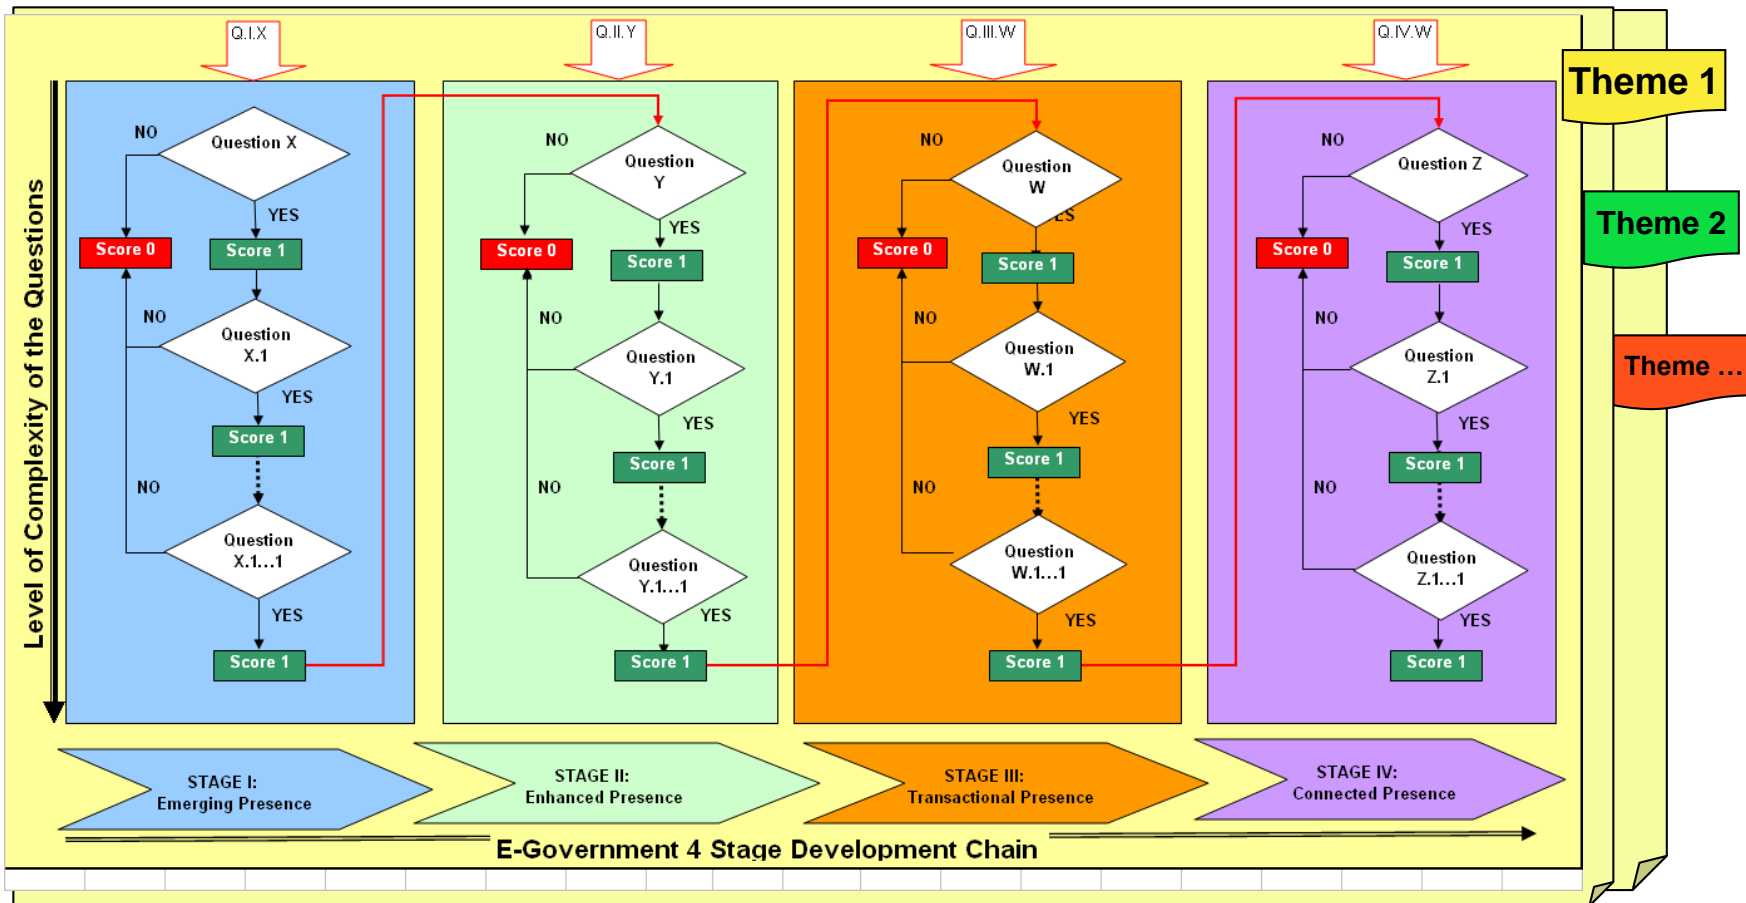 Q.I.X
Q.II.Y
Q.III.W
Q.IV.W
Theme 1
Theme 2
Theme ...
Level of Complexity of the Questions
NO
Question X
YES
Score 0
Score 1
NO
Question
X.1
YES
Score 1
NO
Question
X.1...1
YES
Score 1
NO
Question
Y
YES
Score 0
Score 1
NO
Question
Y.1
YES
Score 1
NO
Question
Y.1...1
YES
Score 1
NO
Question
W
ES
Score 0
Score 1
NO
Question
W.1
YES
Score 1
NO
Question
W.1...1
YES
Score 1
NO
Question Z
YES
Score 0
Score 1
NO
Question
Z.1
YES
Score 1
NO
Question
Z.1...1
YES
Score 1
STAGE I:
Emerging Presence
STAGE II:
Enhanced Presence
STAGE III:
Transactional Presence
STAGE IV:
Connected Presence
E-Government 4 Stage Development Chain